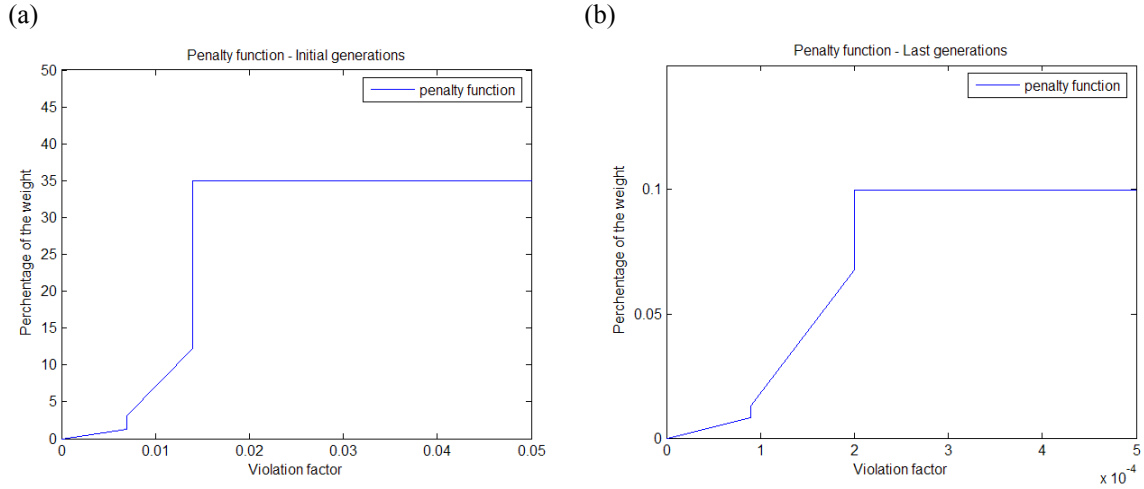 (a)
Penalty function - Initial generations
penalty function
Perchentage of the weight
50
45
40
35
30
25
20
15
10
5
0
0 0.01 0.02 0.03 0.04 0.05
Violation factor
(b)
Penalty function - Last generations
penalty function
Perchentage of the weight
0.1
0.05
0
0 1 2 3 4 5
Violation factor
x 10⁻⁴